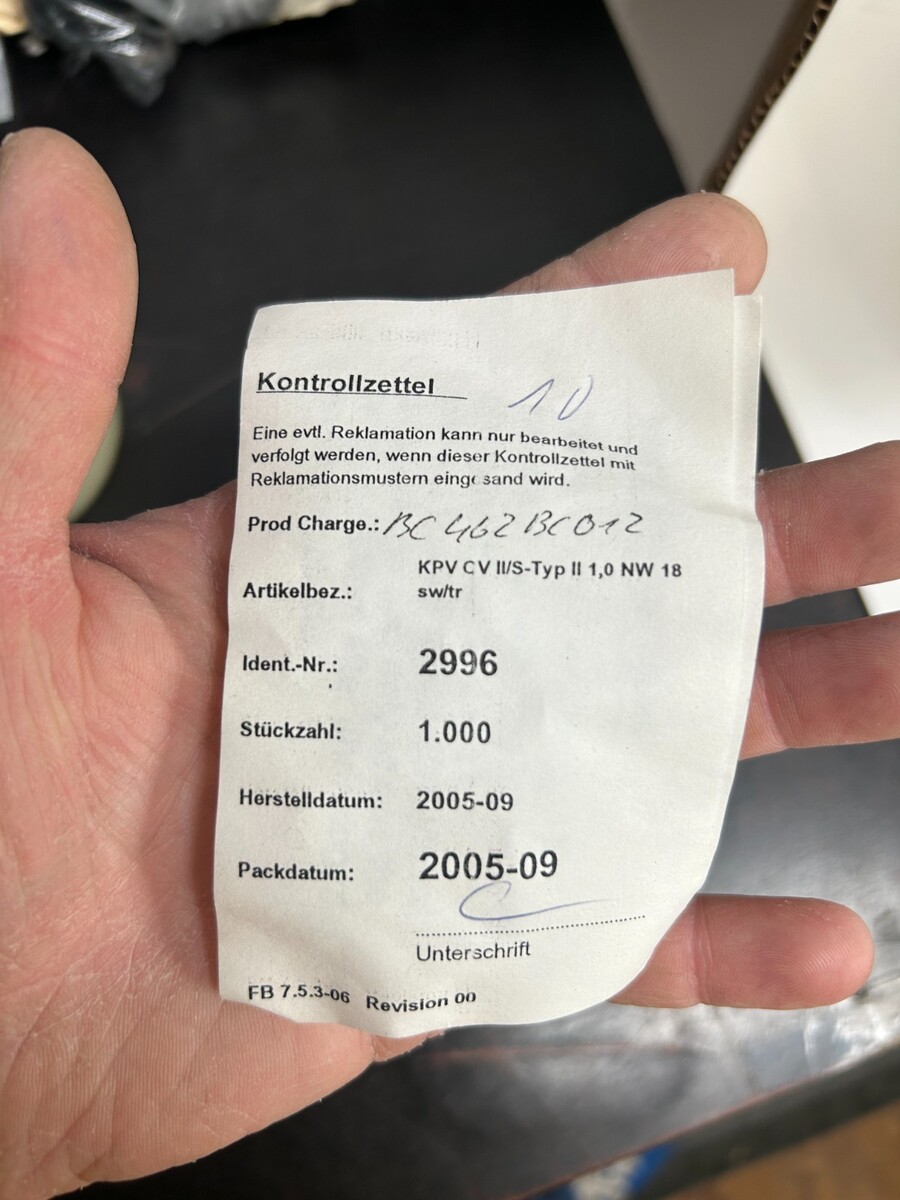 Kontrollzettel
10
Eine evtl. Reklamation kann nur bearbeitet und
verfolgt werden, wenn dieser Kontrollzettel mit
Reklamationsmustern eingesand wird.
Prod Charge.: BC 462 BC012
Artikelbez.: KPV CV II/S-Typ II 1,0 NW 18
sw/tr
Ident.-Nr.: 2996
Stückzahl: 1.000
Herstelldatum: 2005-09
Packdatum: 2005-09
Unterschrift
FB 7.5.3-06 Revision 00